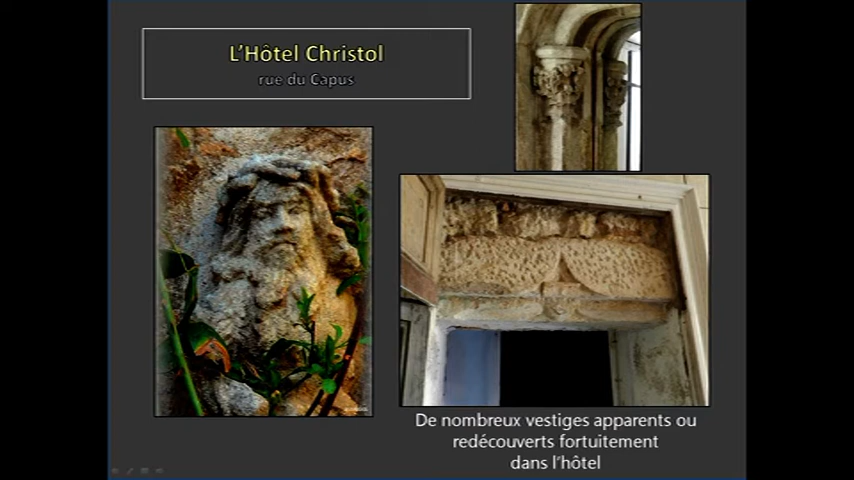 L'Hôtel Christol
rue du Capus
De nombreux vestiges apparents ou
redécouverts fortuitement
dans l'hôtel